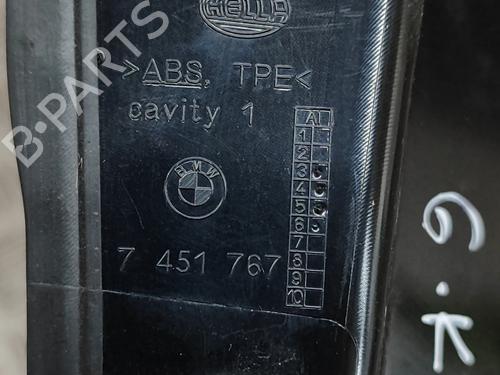 HELLA
>ABS, TPE<
cavity 1
A1
1
2
3
4
5
6
7
8
9
10
BMW
7 451 767
B-PARTS